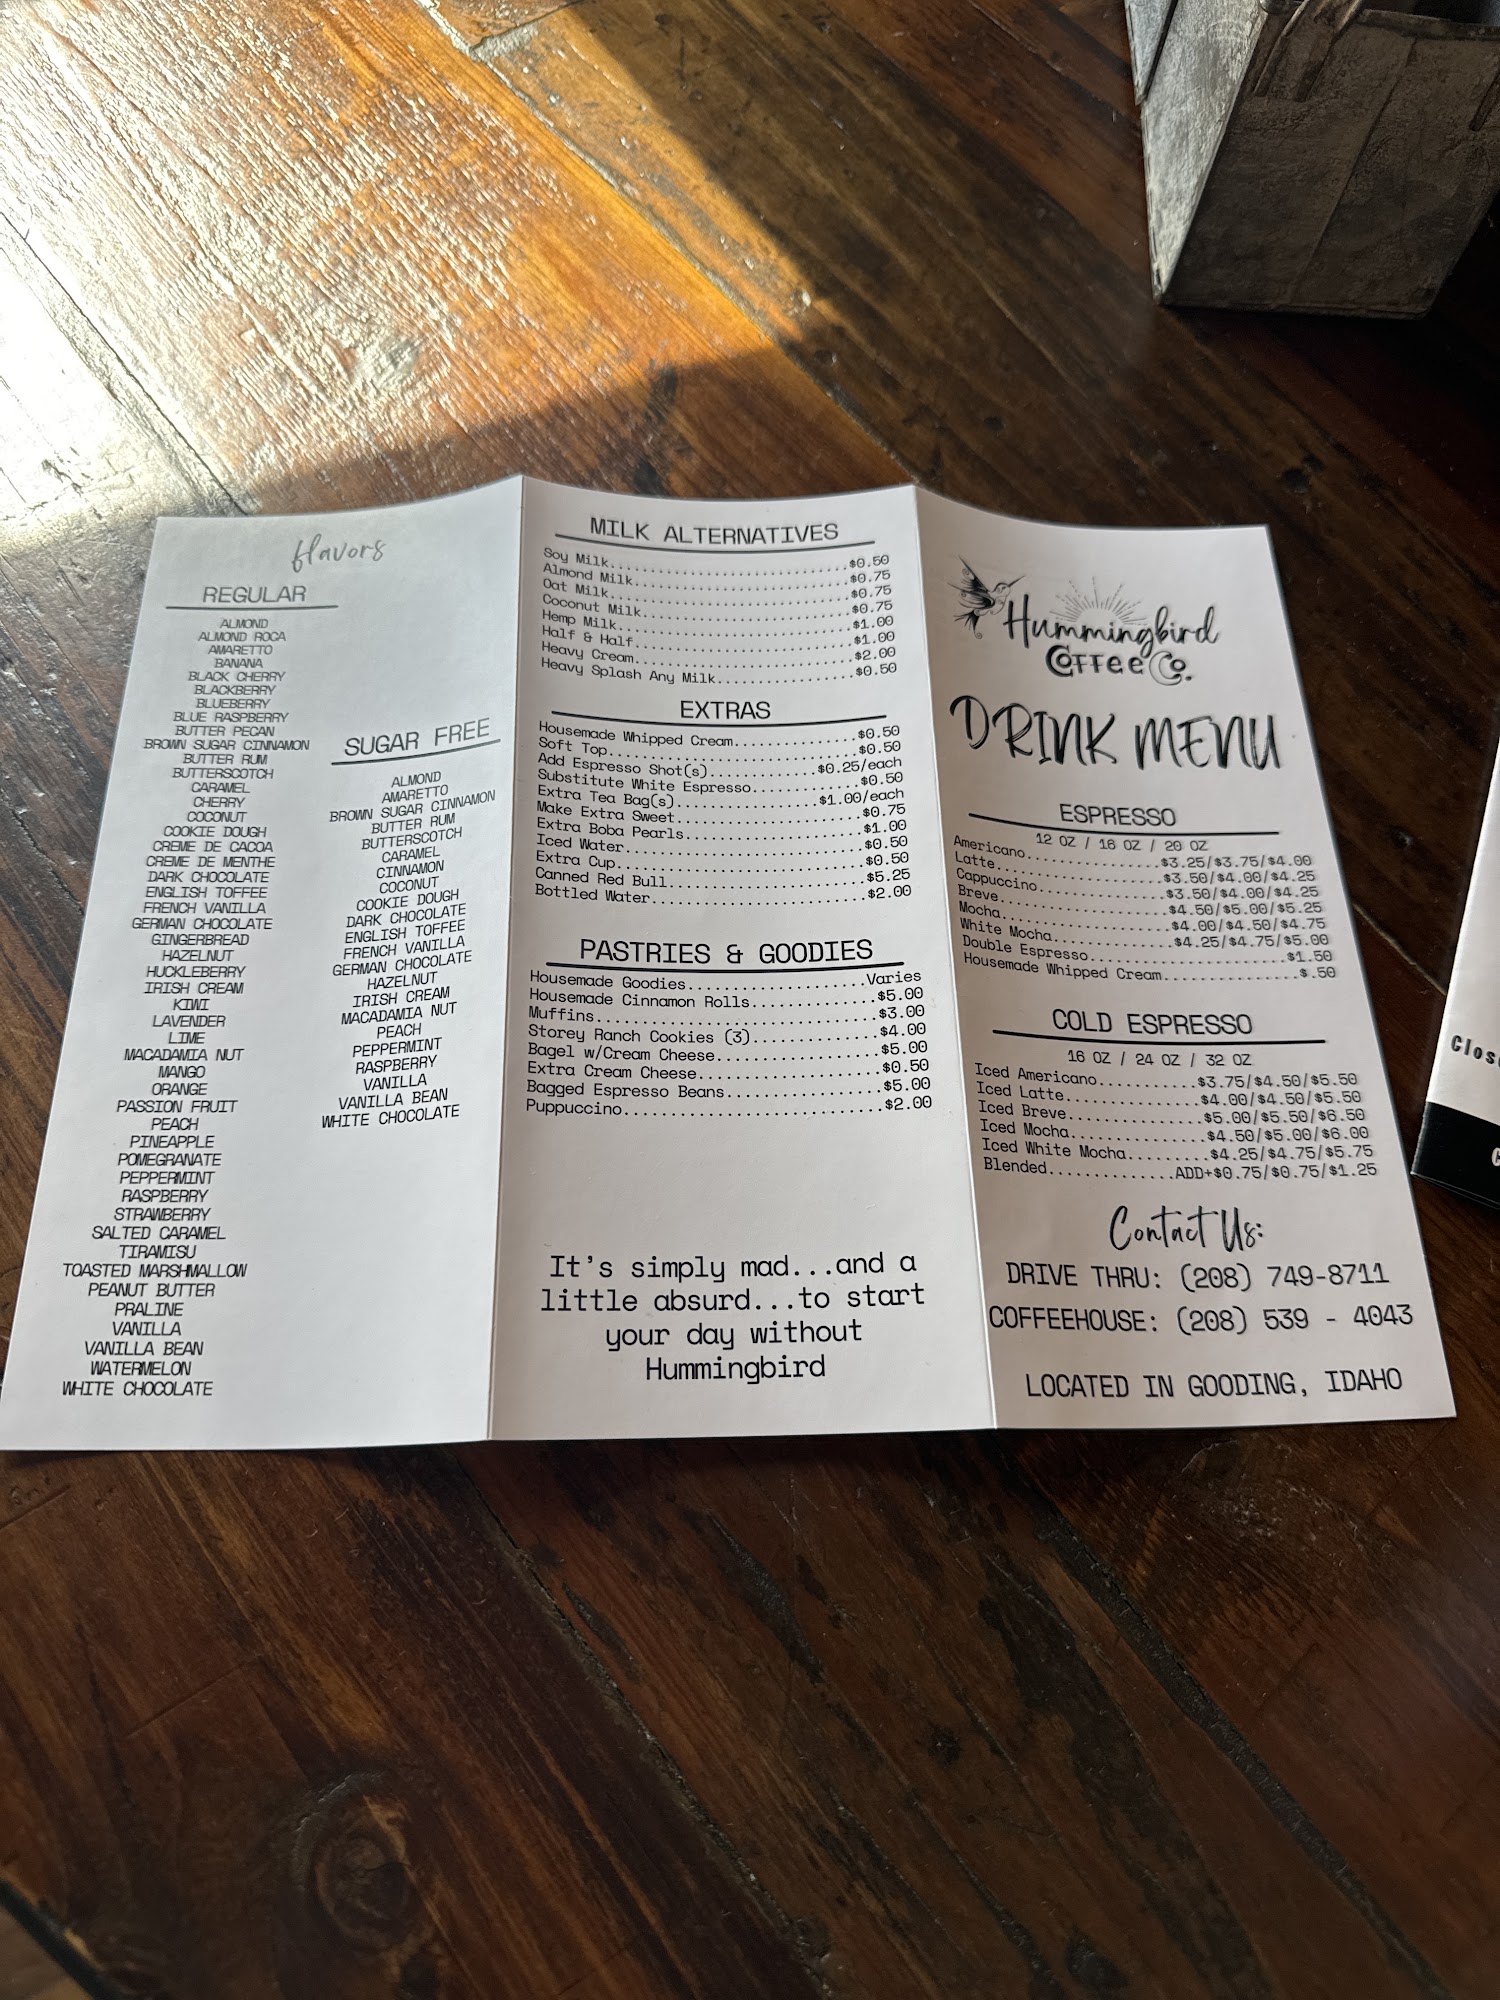 flavors
REGULAR
ALMOND
ALMOND ROCA
AMARETTO
BANANA
BLACK CHERRY
BLACKBERRY
BLUEBERRY
BLUE RASPBERRY
BUTTER PECAN
BROWN SUGAR CINNAMON
BUTTER RUM
BUTTERSCOTCH
CARAMEL
CHERRY
COCONUT
COOKIE DOUGH
CREME DE CACOA
CREME DE MENTHE
DARK CHOCOLATE
ENGLISH TOFFEE
FRENCH VANILLA
GERMAN CHOCOLATE
GINGERBREAD
HAZELNUT
HUCKLEBERRY
IRISH CREAM
KIWI
LAVENDER
LIME
MACADAMIA NUT
MANGO
ORANGE
PASSION FRUIT
PEACH
PINEAPPLE
POMEGRANATE
PEPPERMINT
RASPBERRY
STRAWBERRY
SALTED CARAMEL
TIRAMISU
TOASTED MARSHMALLOW
PEANUT BUTTER
PRALINE
VANILLA
VANILLA BEAN
WATERMELON
WHITE CHOCOLATE
SUGAR FREE
ALMOND
AMARETTO
BROWN SUGAR CINNAMON
BUTTER RUM
BUTTERSCOTCH
CARAMEL
CINNAMON
COCONUT
COOKIE DOUGH
DARK CHOCOLATE
ENGLISH TOFFEE
FRENCH VANILLA
GERMAN CHOCOLATE
HAZELNUT
IRISH CREAM
MACADAMIA NUT
PEACH
PEPPERMINT
RASPBERRY
VANILLA
VANILLA BEAN
WHITE CHOCOLATE
MILK ALTERNATIVES
Soy Milk..............................$0.50
Almond Milk...........................$0.75
Oat Milk..............................$0.75
Coconut Milk..........................$0.75
Hemp Milk.............................$1.00
Half & Half...........................$1.00
Heavy Cream...........................$2.00
Heavy Splash Any Milk.................$0.50
EXTRAS
Housemade Whipped Cream...............$0.50
Soft Top..............................$0.50
Add Espresso Shot(s).............$0.25/each
Substitute White Espresso.............$0.50
Extra Tea Bag(s).................$1.00/each
Make Extra Sweet......................$0.75
Extra Boba Pearls.....................$1.00
Iced Water............................$0.50
Extra Cup.............................$0.50
Canned Red Bull.......................$5.25
Bottled Water.........................$2.00
PASTRIES & GOODIES
Housemade Goodies....................Varies
Housemade Cinnamon Rolls..............$5.00
Muffins...............................$3.00
Storey Ranch Cookies (3)..............$4.00
Bagel w/Cream Cheese..................$5.00
Extra Cream Cheese....................$0.50
Bagged Espresso Beans.................$5.00
Puppuccino............................$2.00
It's simply mad...and a
little absurd...to start
your day without
Hummingbird
Hummingbird
Coffee Co.
DRINK MENU
ESPRESSO
12 OZ / 16 OZ / 20 OZ
Americano...............$3.25/$3.75/$4.00
Latte...................$3.50/$4.00/$4.25
Cappuccino..............$3.50/$4.00/$4.25
Breve...................$4.50/$5.00/$5.25
Mocha...................$4.00/$4.50/$4.75
White Mocha.............$4.25/$4.75/$5.00
Double Espresso.....................$1.50
Housemade Whipped Cream..............$.50
COLD ESPRESSO
16 OZ / 24 OZ / 32 OZ
Iced Americano..........$3.75/$4.50/$5.50
Iced Latte..............$4.00/$4.50/$5.50
Iced Breve..............$5.00/$5.50/$6.50
Iced Mocha..............$4.50/$5.00/$6.00
Iced White Mocha........$4.25/$4.75/$5.75
Blended.............ADD+$0.75/$0.75/$1.25
Contact Us:
DRIVE THRU: (208) 749-8711
COFFEEHOUSE: (208) 539 - 4043
LOCATED IN GOODING, IDAHO